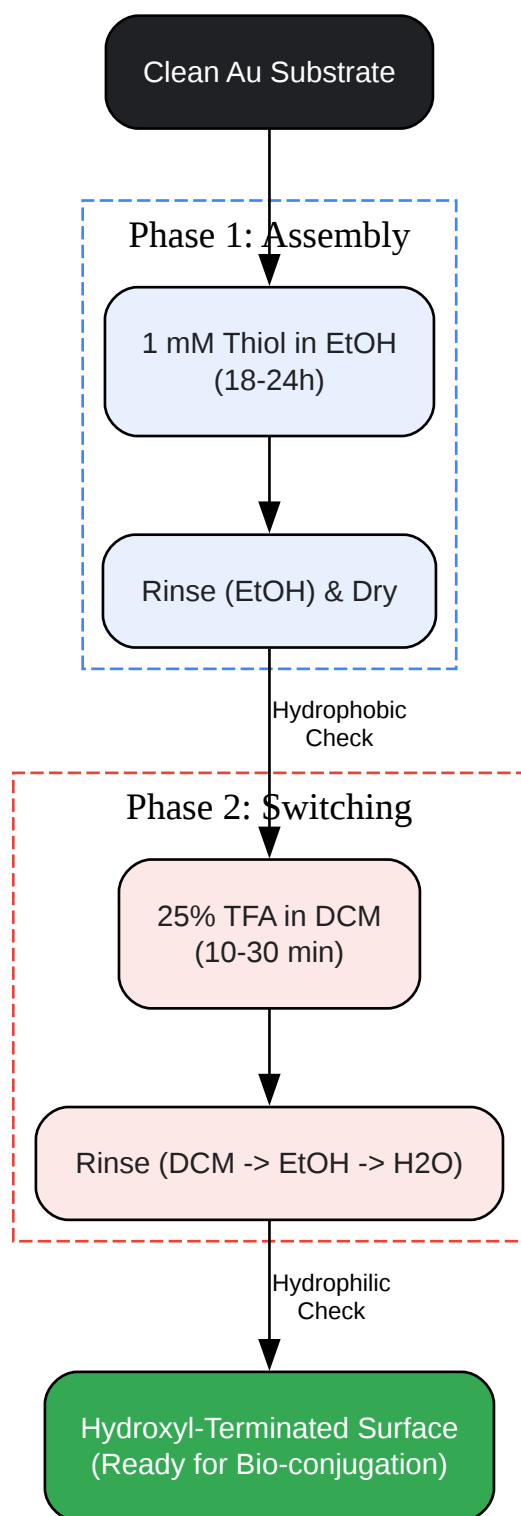 Clean Au Substrate
Phase 1: Assembly
1 mM Thiol in EtOH
(18-24h)
Rinse (EtOH) & Dry
Hydrophobic
Check
Phase 2: Switching
25% TFA in DCM
(10-30 min)
Rinse (DCM -> EtOH -> H2O)
Hydrophilic
Check
Hydroxyl-Terminated Surface
(Ready for Bio-conjugation)